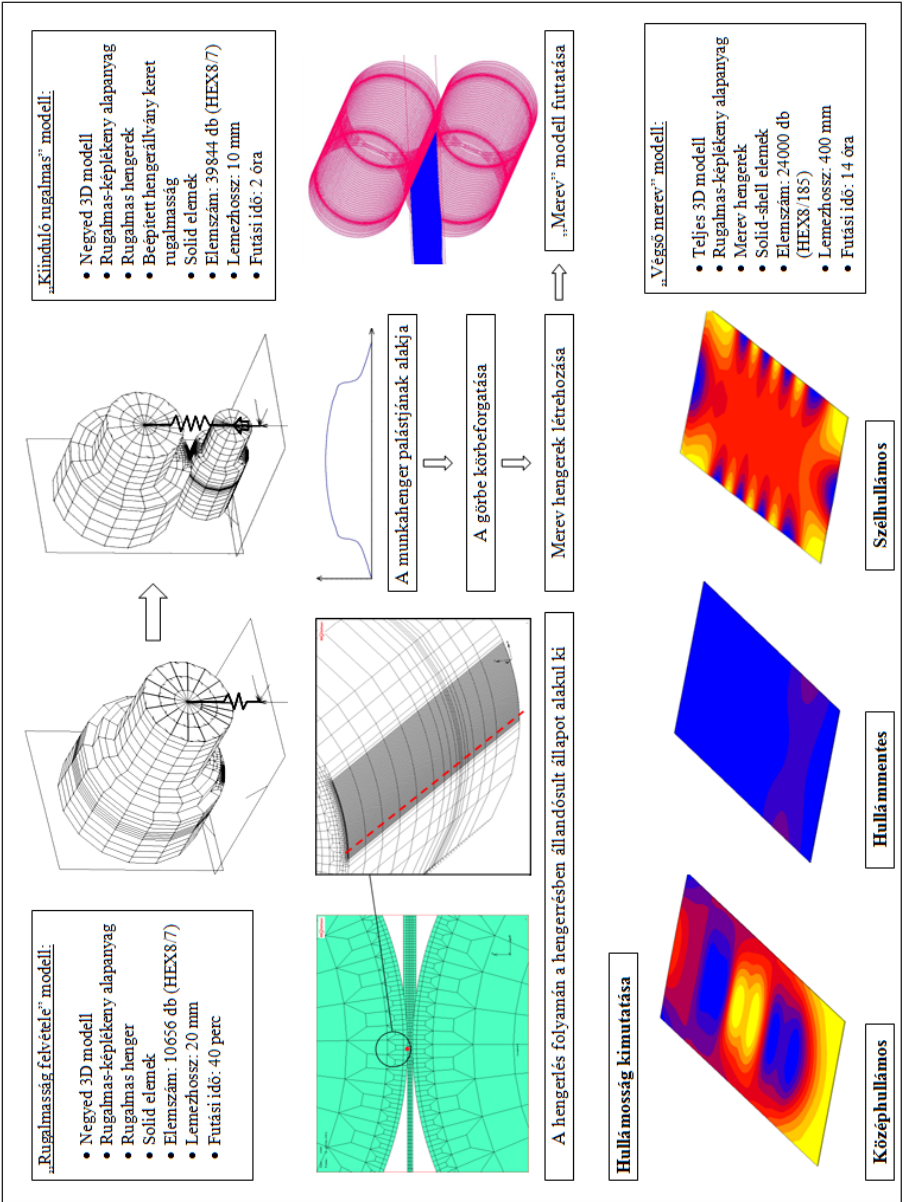 „Rugalmasság felvétele” modell:
• Negyed 3D modell
• Rugalmas-képlékeny alapanyag
• Rugalmas henger
• Solid elemek
• Elemszám: 10656 db (HEX8/7)
• Lemezhossz: 20 mm
• Futási idő: 40 perc
„Kiinduló rugalmas” modell:
• Negyed 3D modell
• Rugalmas-képlékeny alapanyag
• Rugalmas hengerek
• Beépített hengerállvány keret
rugalmasság
• Solid elemek
• Elemszám: 39844 db (HEX8/7)
• Lemezhossz: 10 mm
• Futási idő: 2 óra
A hengerlés folyamán a hengerrésben állandósult állapot alakul ki
A munkahenger palástjának alakja
A görbe körbeforgatása
Merev hengerek létrehozása
„Merev” modell futtatása
Hullámosság kimutatása
Középhullámos
Hullámmentes
Szélhullámos
„Végső merev” modell:
• Teljes 3D modell
• Rugalmas-képlékeny alapanyag
• Merev hengerek
• Solid-shell elemek
• Elemszám: 24000 db
(HEX8/185)
• Lemezhossz: 400 mm
• Futási idő: 14 óra